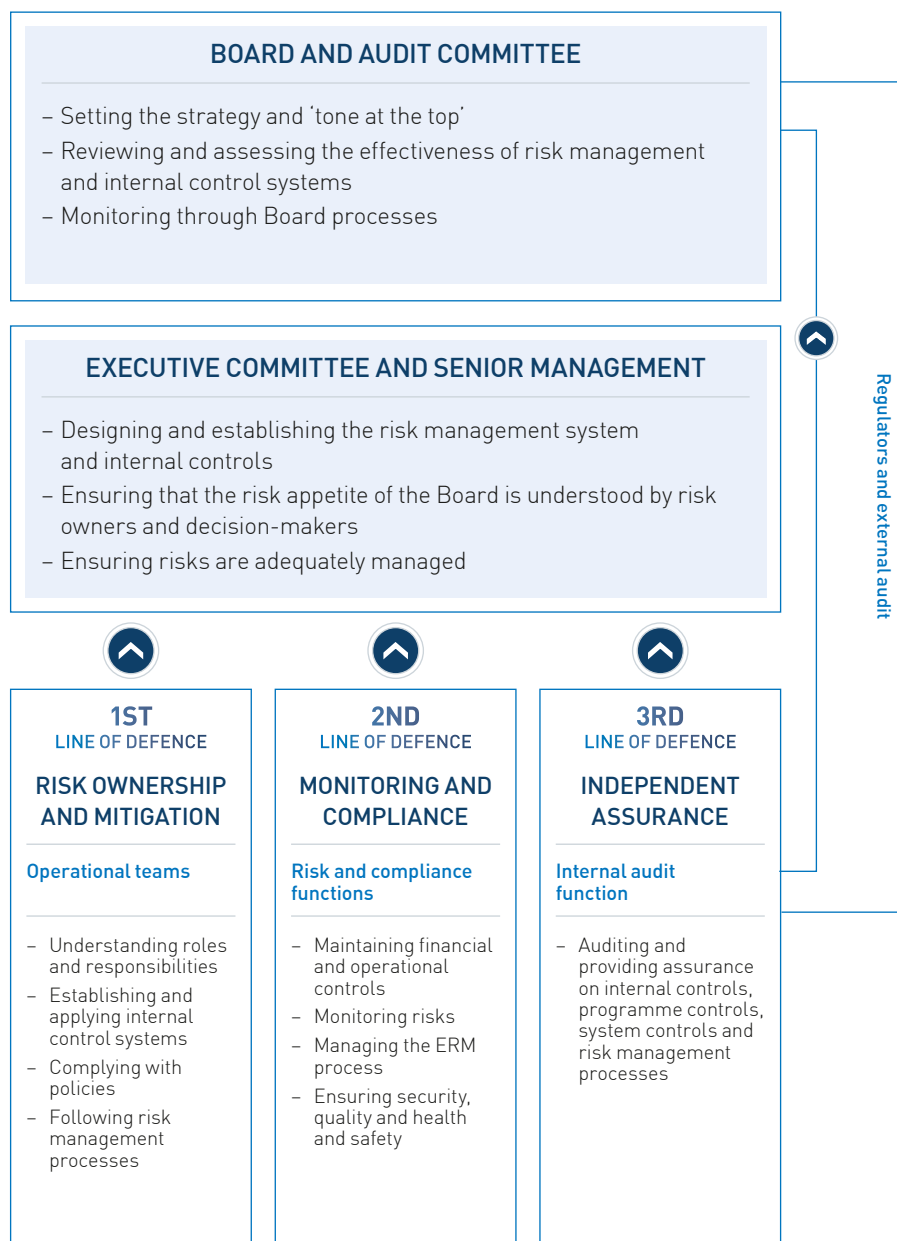 BOARD AND AUDIT COMMITTEE
– Setting the strategy and ‘tone at the top’
– Reviewing and assessing the effectiveness of risk management
and internal control systems
– Monitoring through Board processes
EXECUTIVE COMMITTEE AND SENIOR MANAGEMENT
– Designing and establishing the risk management system
and internal controls
– Ensuring that the risk appetite of the Board is understood by risk
owners and decision-makers
– Ensuring risks are adequately managed
Regulators and external audit
1ST
LINE OF DEFENCE
RISK OWNERSHIP
AND MITIGATION
Operational teams
– Understanding roles
and responsibilities
– Establishing and
applying internal
control systems
– Complying with
policies
– Following risk
management
processes
2ND
LINE OF DEFENCE
MONITORING AND
COMPLIANCE
Risk and compliance
functions
– Maintaining financial
and operational
controls
– Monitoring risks
– Managing the ERM
process
– Ensuring security,
quality and health
and safety
3RD
LINE OF DEFENCE
INDEPENDENT
ASSURANCE
Internal audit
function
– Auditing and
providing assurance
on internal controls,
programme controls,
system controls and
risk management
processes